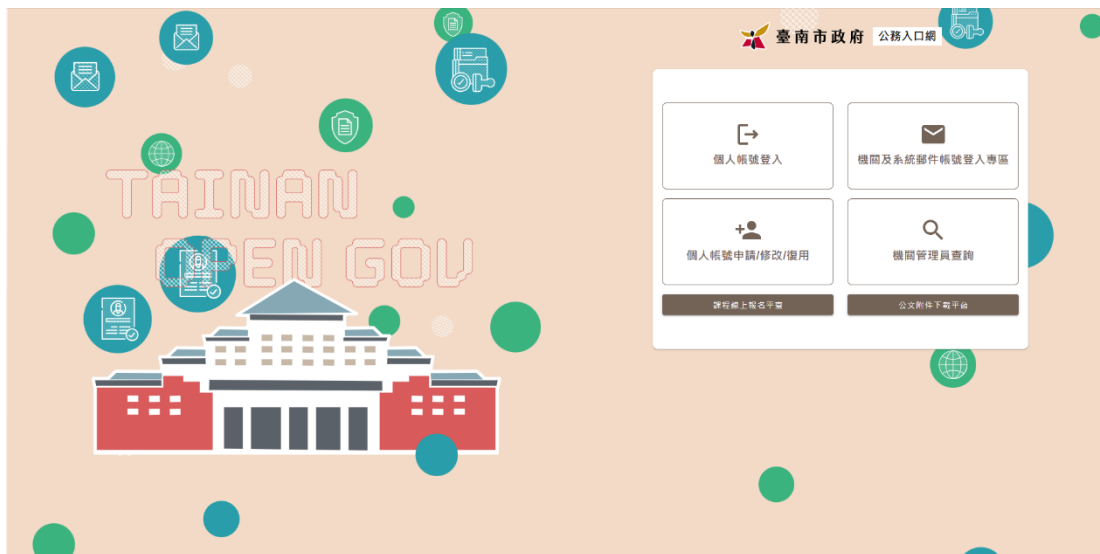 臺南市政府 公務入口網
TAINAN
OPEN GOV
個人帳號登入
機關及系統郵件帳號登入專區
個人帳號申請/修改/復用
機關管理員查詢
課程線上報名平臺
公文附件下載平台